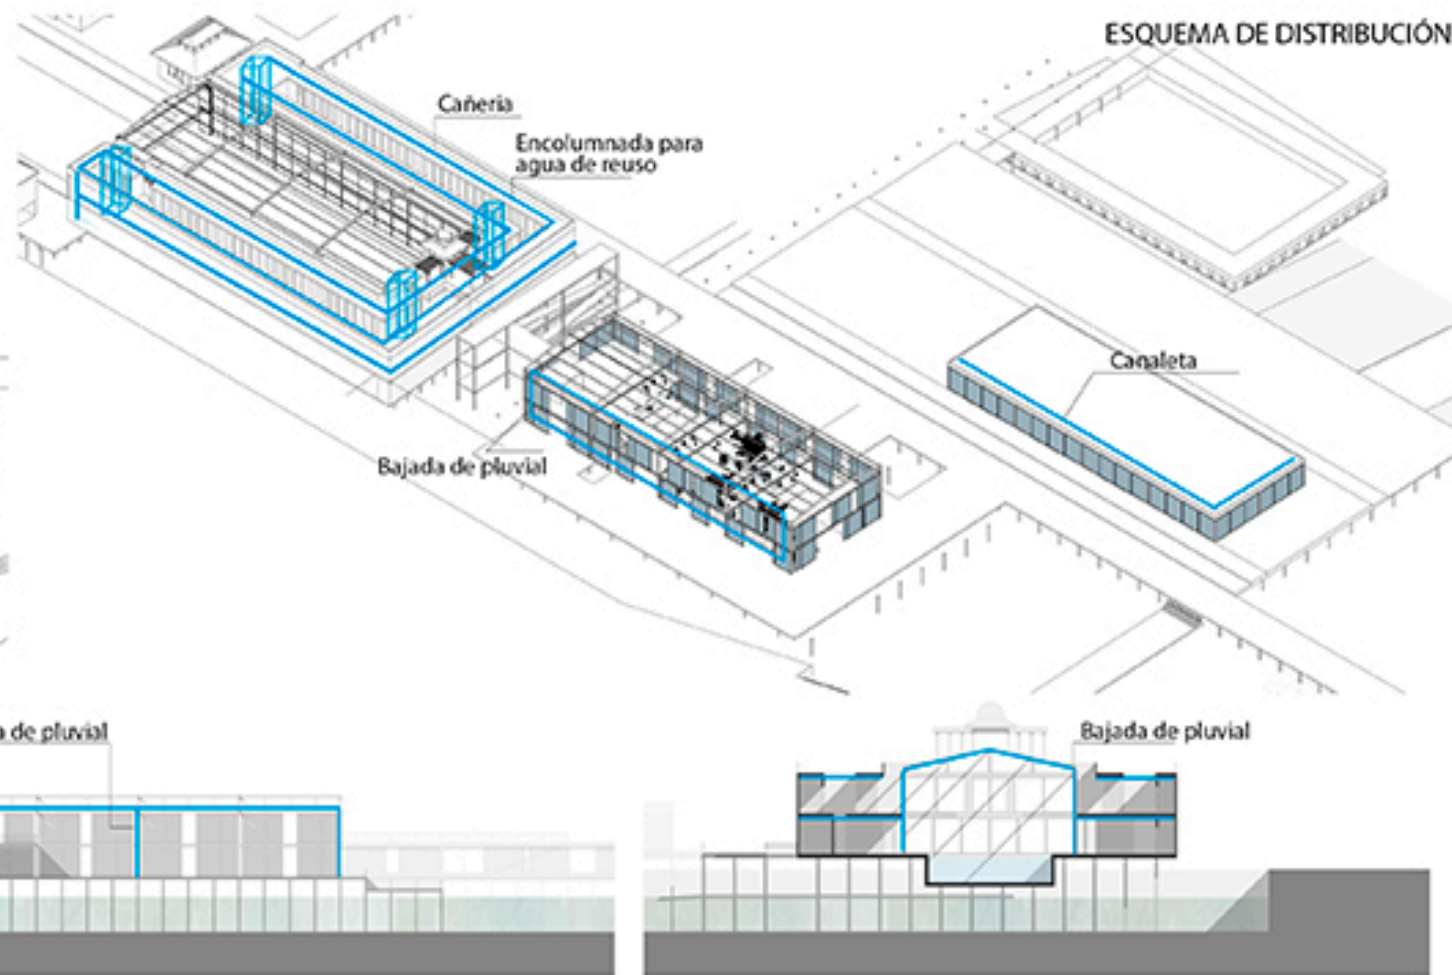 ESQUEMA DE DISTRIBUCIÓN
Cañeria
Encolumnada para
agua de reuso
Canaleta
Bajada de pluvial
a de pluvial
Bajada de pluvial